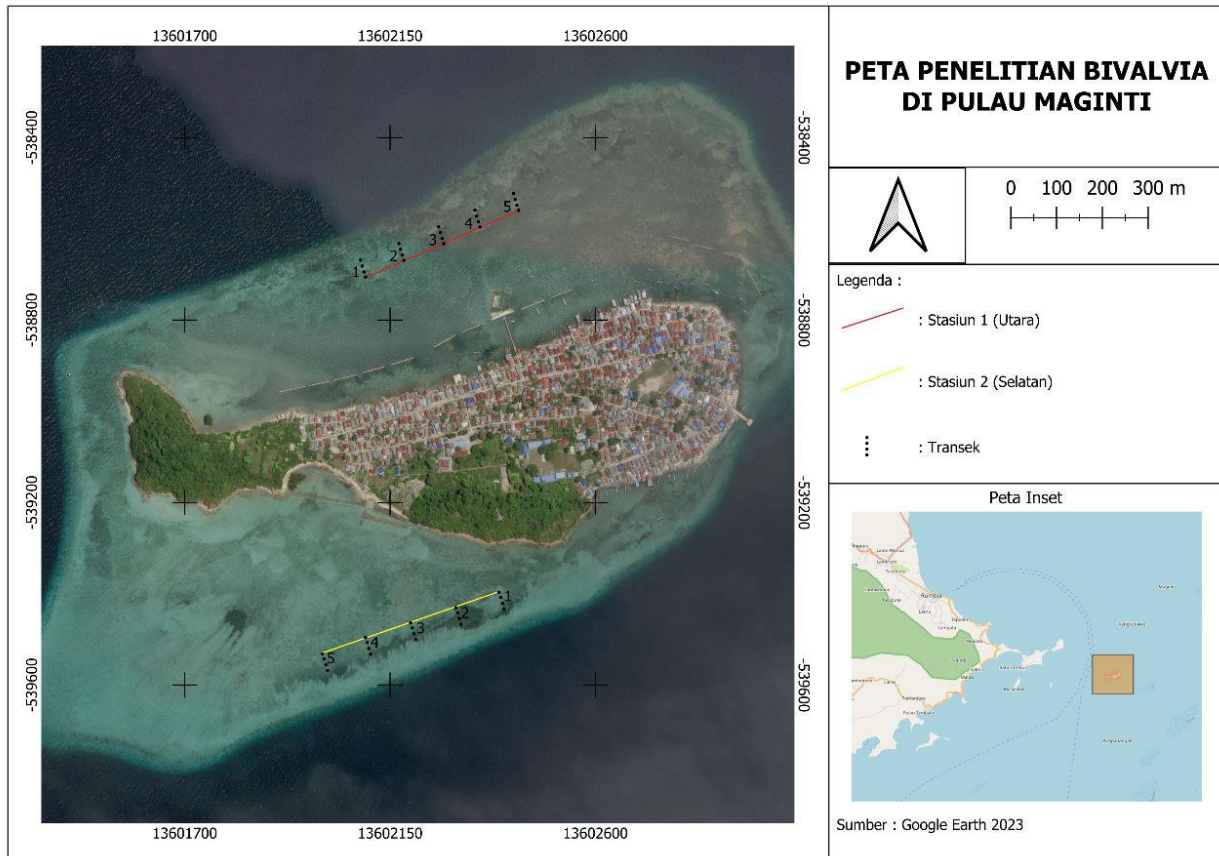 13601700 13602150 13602600
-538400 -538400
-538800 -538800
-539200 -539200
-539600 -539600
13601700 13602150 13602600
1 2 3 4 5
1
2
3
4
5
PETA PENELITIAN BIVALVIA
DI PULAU MAGINTI
0 100 200 300 m
Legenda :
: Stasiun 1 (Utara)
: Stasiun 2 (Selatan)
: Transek
Peta Inset
Rumbia
Sumber : Google Earth 2023